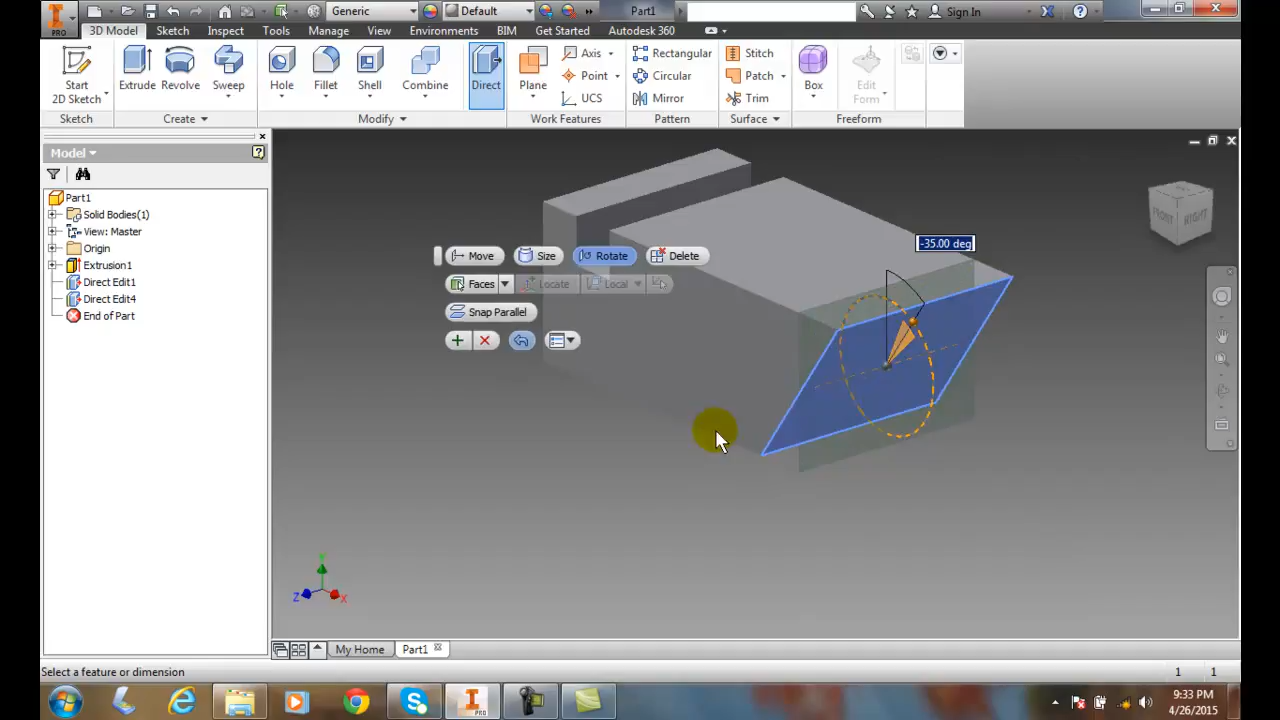 Generic
Default
Part1
Sign In
PRO
3D Model
Sketch
Inspect
Tools
Manage
View
Environments
BIM
Get Started
Autodesk 360
Start
2D Sketch
Extrude
Revolve
Sweep
Hole
Fillet
Shell
Combine
Direct
Plane
Axis
Point
UCS
Rectangular
Circular
Mirror
Stitch
Patch
Trim
Box
Edit
Form
Sketch
Create
Modify
Work Features
Pattern
Surface
Freeform
Model
Part1
Solid Bodies(1)
View: Master
Origin
Extrusion1
Direct Edit1
Direct Edit4
End of Part
Move
Size
Rotate
Delete
Faces
Locate
Local
Snap Parallel
-35.00 deg
FRONT
RIGHT
Y
Z
X
My Home
Part1
Select a feature or dimension
1
1
PRO
9:33 PM
4/26/2015